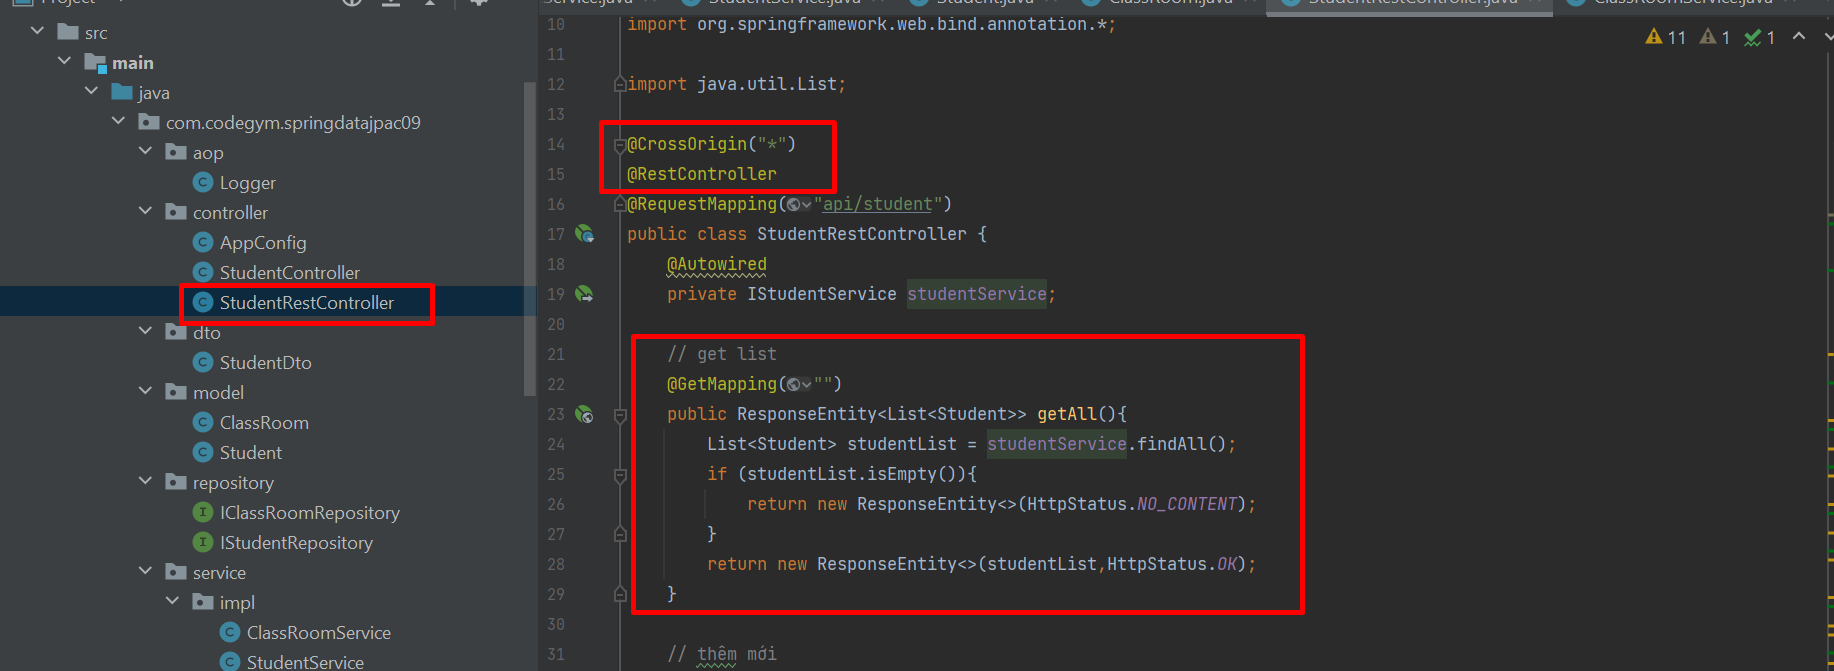 Project
src
main
java
com.codegym.springdatajpac09
aop
Logger
controller
AppConfig
StudentController
StudentRestController
dto
StudentDto
model
ClassRoom
Student
repository
IClassRoomRepository
IStudentRepository
service
impl
ClassRoomService
StudentService
Service.java
StudentService.java
Student.java
ClassRoom.java
StudentRestController.java
ClassRoomService.java
11 1 1
10 import org.springframework.web.bind.annotation.*;
11
12 import java.util.List;
13
14 @CrossOrigin("*")
15 @RestController
16 @RequestMapping("api/student")
17 public class StudentRestController {
18 @Autowired
19 private IStudentService studentService;
20
21 // get list
22 @GetMapping("")
23 public ResponseEntity<List<Student>> getAll(){
24 List<Student> studentList = studentService.findAll();
25 if (studentList.isEmpty()){
26 return new ResponseEntity<>(HttpStatus.NO_CONTENT);
27 }
28 return new ResponseEntity<>(studentList,HttpStatus.OK);
29 }
30
31 // thêm mới